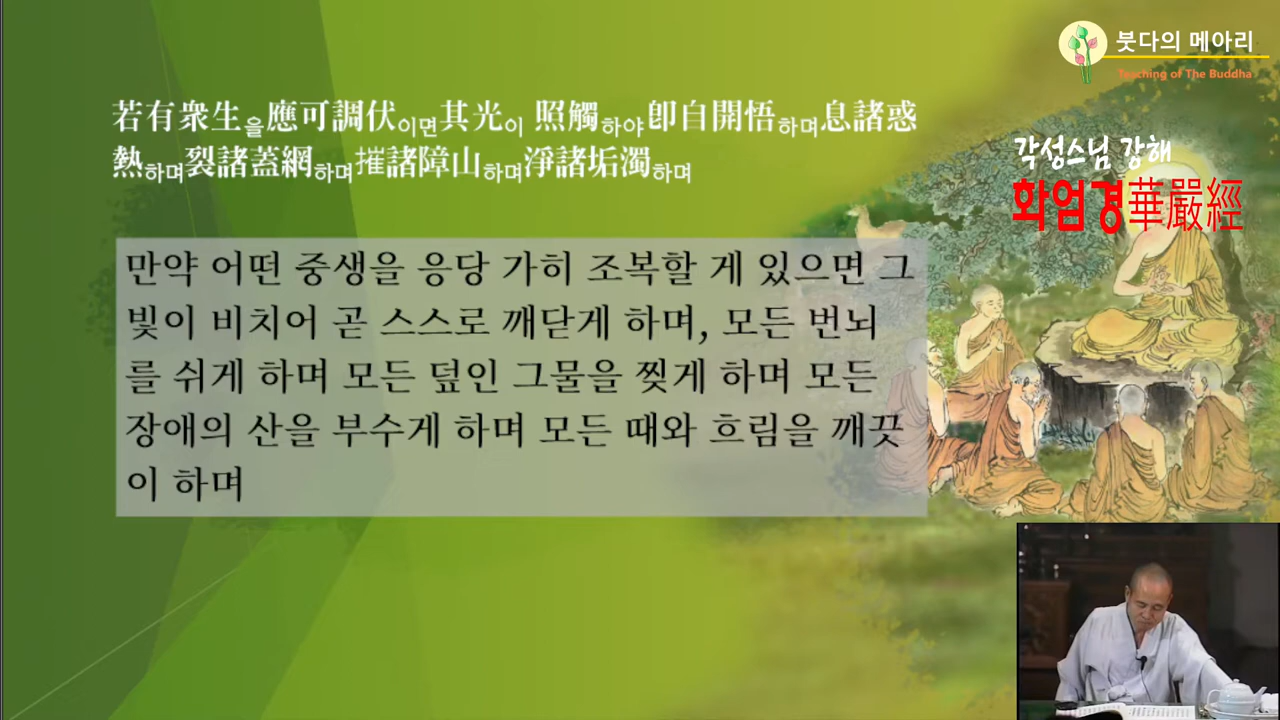 붓다의 메아리
Teaching of The Buddha
각성스님 강해
화엄경華嚴經
若有衆生을應可調伏이면其光이 照觸하야卽自開悟하며息諸惑
熱하며裂諸蓋網하며摧諸障山하며淨諸垢濁하며
만약 어떤 중생을 응당 가히 조복할 게 있으면 그
빛이 비치어 곧 스스로 깨닫게 하며, 모든 번뇌
를 쉬게 하며 모든 덮인 그물을 찢게 하며 모든
장애의 산을 부수게 하며 모든 때와 흐림을 깨끗
이 하며